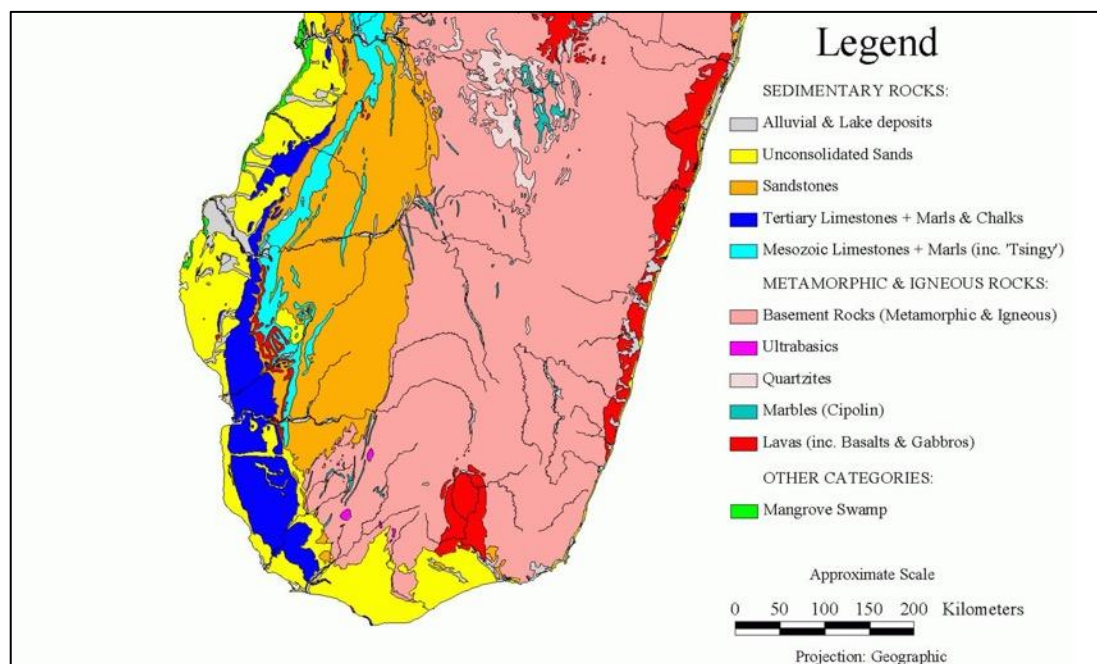 Legend
SEDIMENTARY ROCKS:
Alluvial & Lake deposits
Unconsolidated Sands
Sandstones
Tertiary Limestones + Marls & Chalks
Mesozoic Limestones + Marls (inc. 'Tsingy')
METAMORPHIC & IGNEOUS ROCKS:
Basement Rocks (Metamorphic & Igneous)
Ultrabasics
Quartzites
Marbles (Cipolin)
Lavas (inc. Basalts & Gabbros)
OTHER CATEGORIES:
Mangrove Swamp
Approximate Scale
0 50 100 150 200 Kilometers
Projection: Geographic